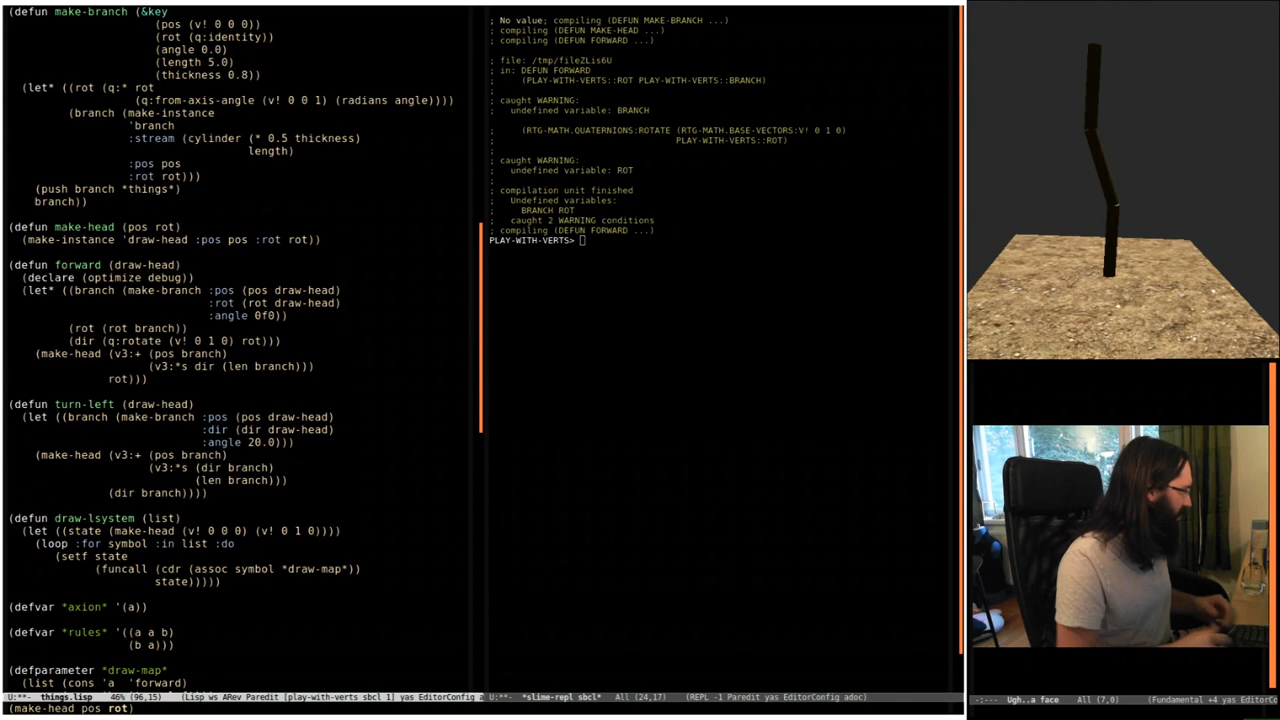 (defun make-branch (&key
(pos (v! 0 0 0))
(rot (q:identity))
(angle 0.0)
(length 5.0)
(thickness 0.8))
(let* ((rot (q:* rot
(q:from-axis-angle (v! 0 0 1) (radians angle))))
(branch (make-instance
'branch
:stream (cylinder (* 0.5 thickness)
length)
:pos pos
:rot rot)))
(push branch *things*)
branch))
(defun make-head (pos rot)
(make-instance 'draw-head :pos pos :rot rot))
(defun forward (draw-head)
(declare (optimize debug))
(let* ((branch (make-branch :pos (pos draw-head)
:rot (rot draw-head)
:angle 0f0))
(rot (rot branch))
(dir (q:rotate (v! 0 1 0) rot)))
(make-head (v3:+ (pos branch)
(v3:*s dir (len branch)))
rot)))
(defun turn-left (draw-head)
(let ((branch (make-branch :pos (pos draw-head)
:dir (dir draw-head)
:angle 20.0)))
(make-head (v3:+ (pos branch)
(v3:*s (dir branch)
(len branch)))
(dir branch))))
(defun draw-lsystem (list)
(let ((state (make-head (v! 0 0 0) (v! 0 1 0))))
(loop :for symbol :in list :do
(setf state
(funcall (cdr (assoc symbol *draw-map*))
state)))))
(defvar *axion* '(a))
(defvar *rules* '((a a b)
(b a)))
(defparameter *draw-map*
(list (cons 'a 'forward)
U:**- things.lisp 46% (96,15) (Lisp ws ARev Paredit [play-with-verts sbcl 1] yas EditorConfig a
(make-head pos rot)
; No value; compiling (DEFUN MAKE-BRANCH ...)
; compiling (DEFUN MAKE-HEAD ...)
; compiling (DEFUN FORWARD ...)
; file: /tmp/fileZLis6U
; in: DEFUN FORWARD
; (PLAY-WITH-VERTS::ROT PLAY-WITH-VERTS::BRANCH)
;
; caught WARNING:
; undefined variable: BRANCH
; (RTG-MATH.QUATERNIONS:ROTATE (RTG-MATH.BASE-VECTORS:V! 0 1 0)
; PLAY-WITH-VERTS::ROT)
;
; caught WARNING:
; undefined variable: ROT
;
; compilation unit finished
; Undefined variables:
; BRANCH ROT
; caught 2 WARNING conditions
; compiling (DEFUN FORWARD ...)
PLAY-WITH-VERTS>
U:**- *slime-repl sbcl* All (24,17) (REPL -1 Paredit yas EditorConfig adoc)
-:--- Ugh..a face All (7,0) (Fundamental +4 yas EditorCo